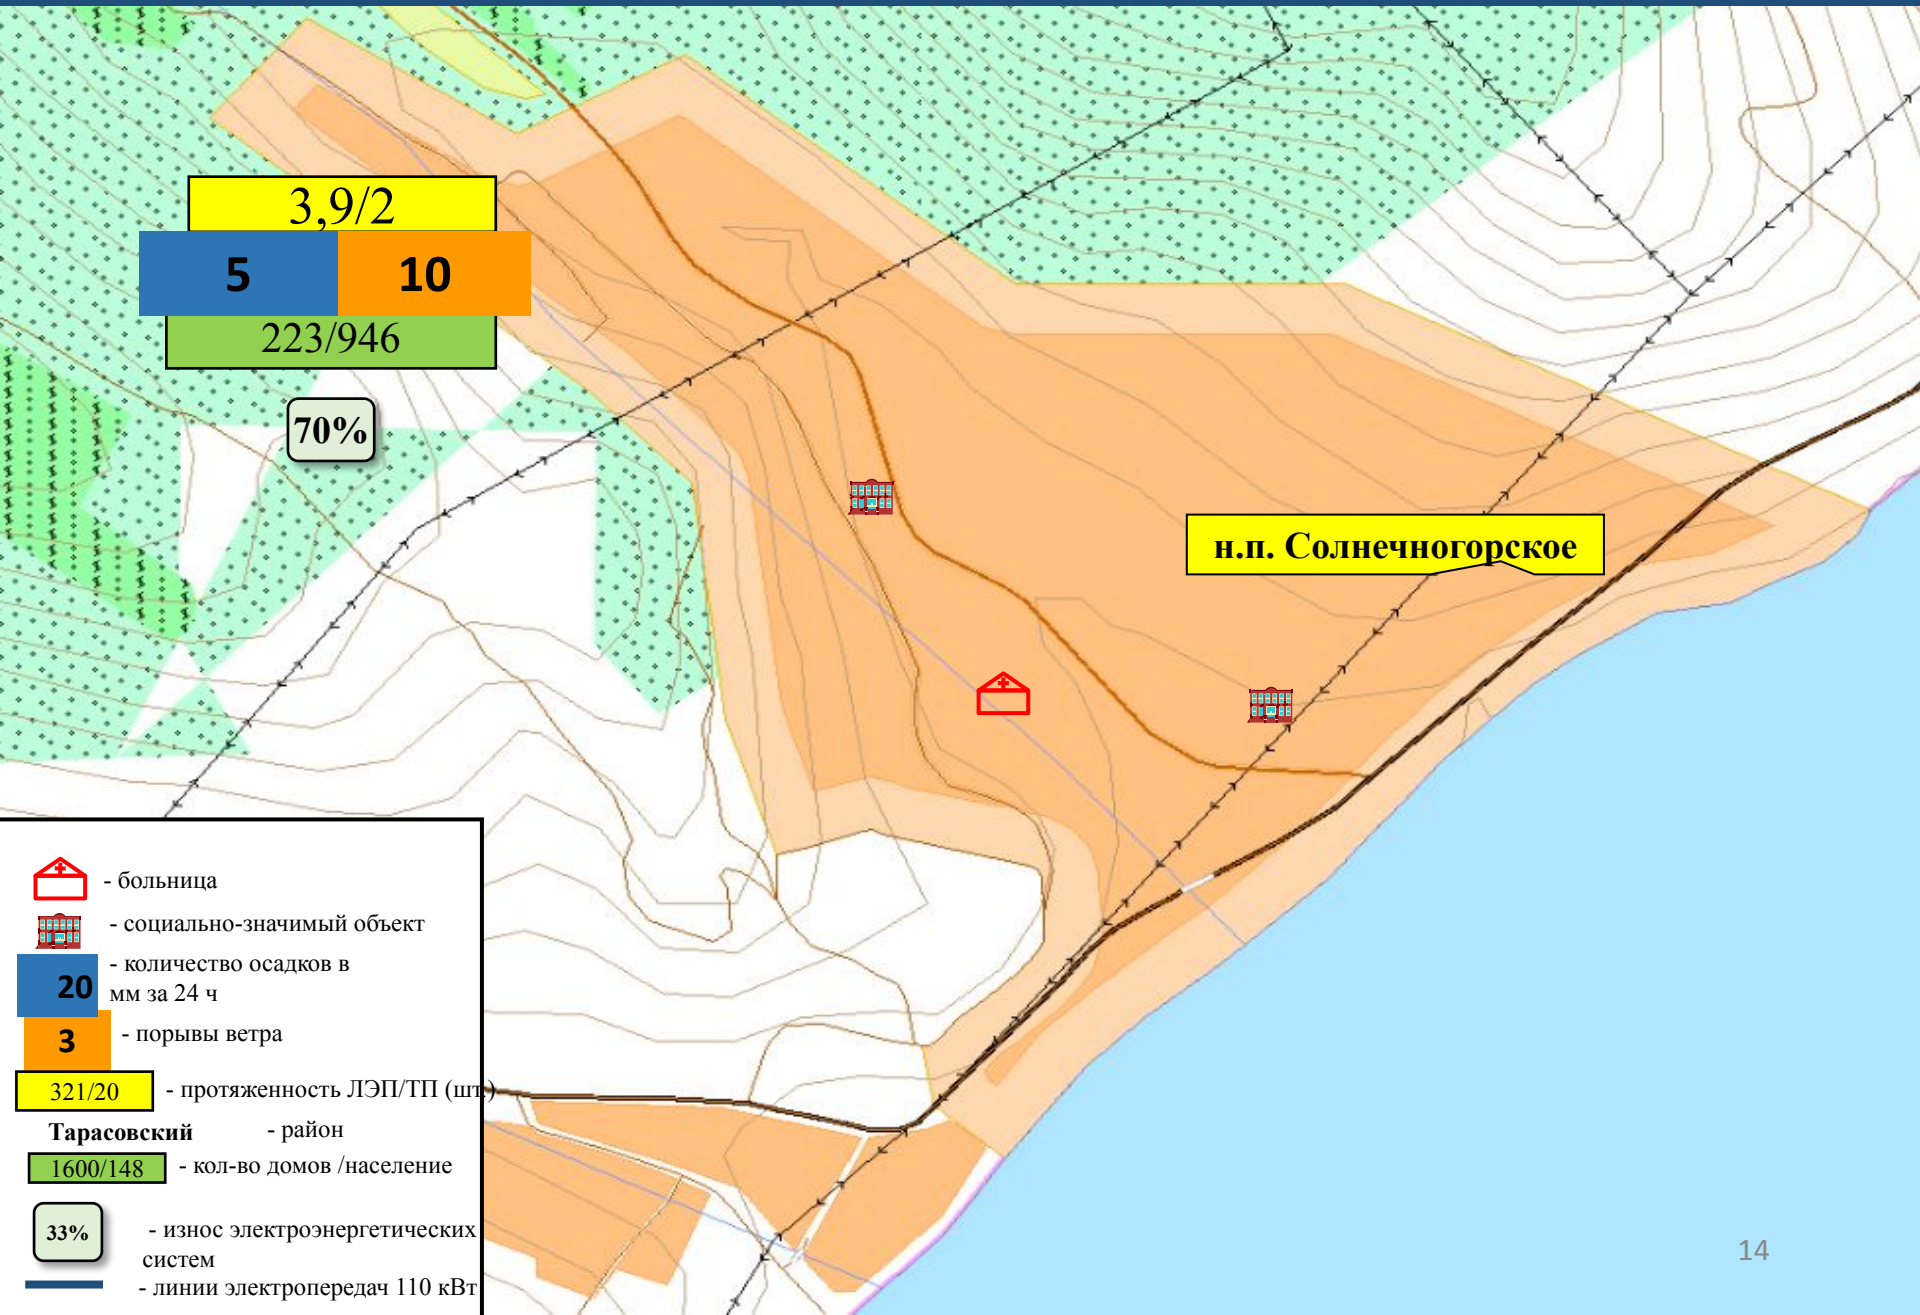 3,9/2
5 10
223/946
70%
н.п. Солнечногорское
- больница
- социально-значимый объект
20 - количество осадков в
мм за 24 ч
3 - порывы ветра
321/20 - протяженность ЛЭП/ТП (шт.)
Тарасовский - район
1600/148 - кол-во домов /население
33% - износ электроэнергетических
систем
- линии электропередач 110 кВт
14